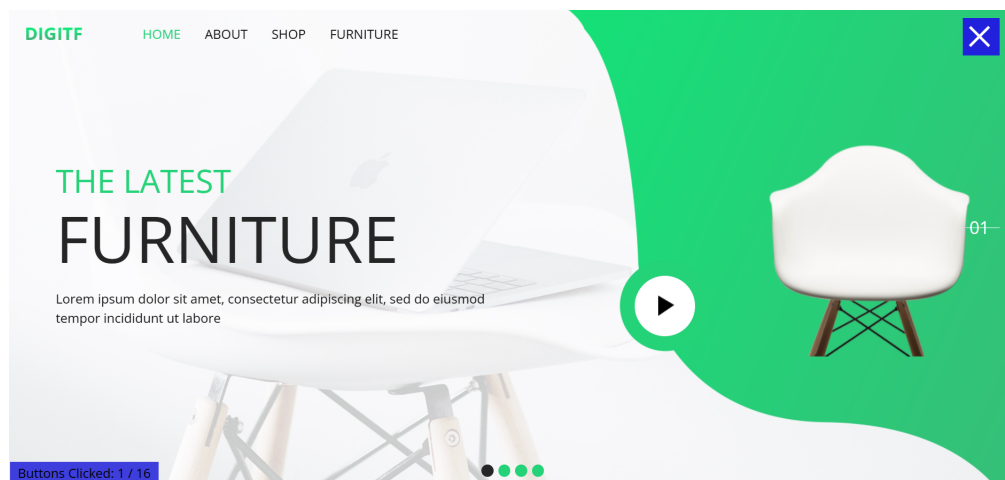 DIGITF
HOME ABOUT SHOP FURNITURE
THE LATEST
FURNITURE
Lorem ipsum dolor sit amet, consectetur adipiscing elit, sed do eiusmod
tempor incididunt ut labore
01
Buttons Clicked: 1 / 16